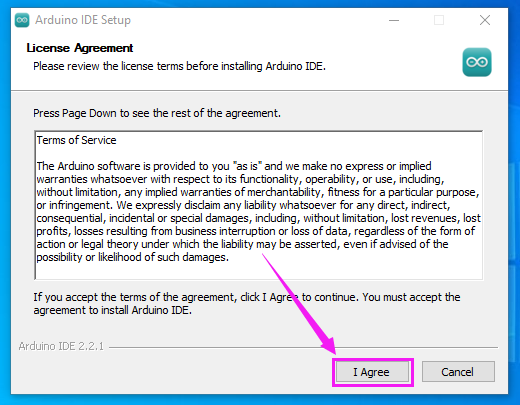 Arduino IDE Setup
License Agreement
Please review the license terms before installing Arduino IDE.
Press Page Down to see the rest of the agreement.
Terms of Service
The Arduino software is provided to you "as is" and we make no express or implied
warranties whatsoever with respect to its functionality, operability, or use, including,
without limitation, any implied warranties of merchantability, fitness for a particular purpose,
or infringement. We expressly disclaim any liability whatsoever for any direct, indirect,
consequential, incidental or special damages, including, without limitation, lost revenues, lost
profits, losses resulting from business interruption or loss of data, regardless of the form of
action or legal theory under which the liability may be asserted, even if advised of the
possibility or likelihood of such damages.
If you accept the terms of the agreement, click I Agree to continue. You must accept the
agreement to install Arduino IDE.
Arduino IDE 2.2.1
I Agree
Cancel